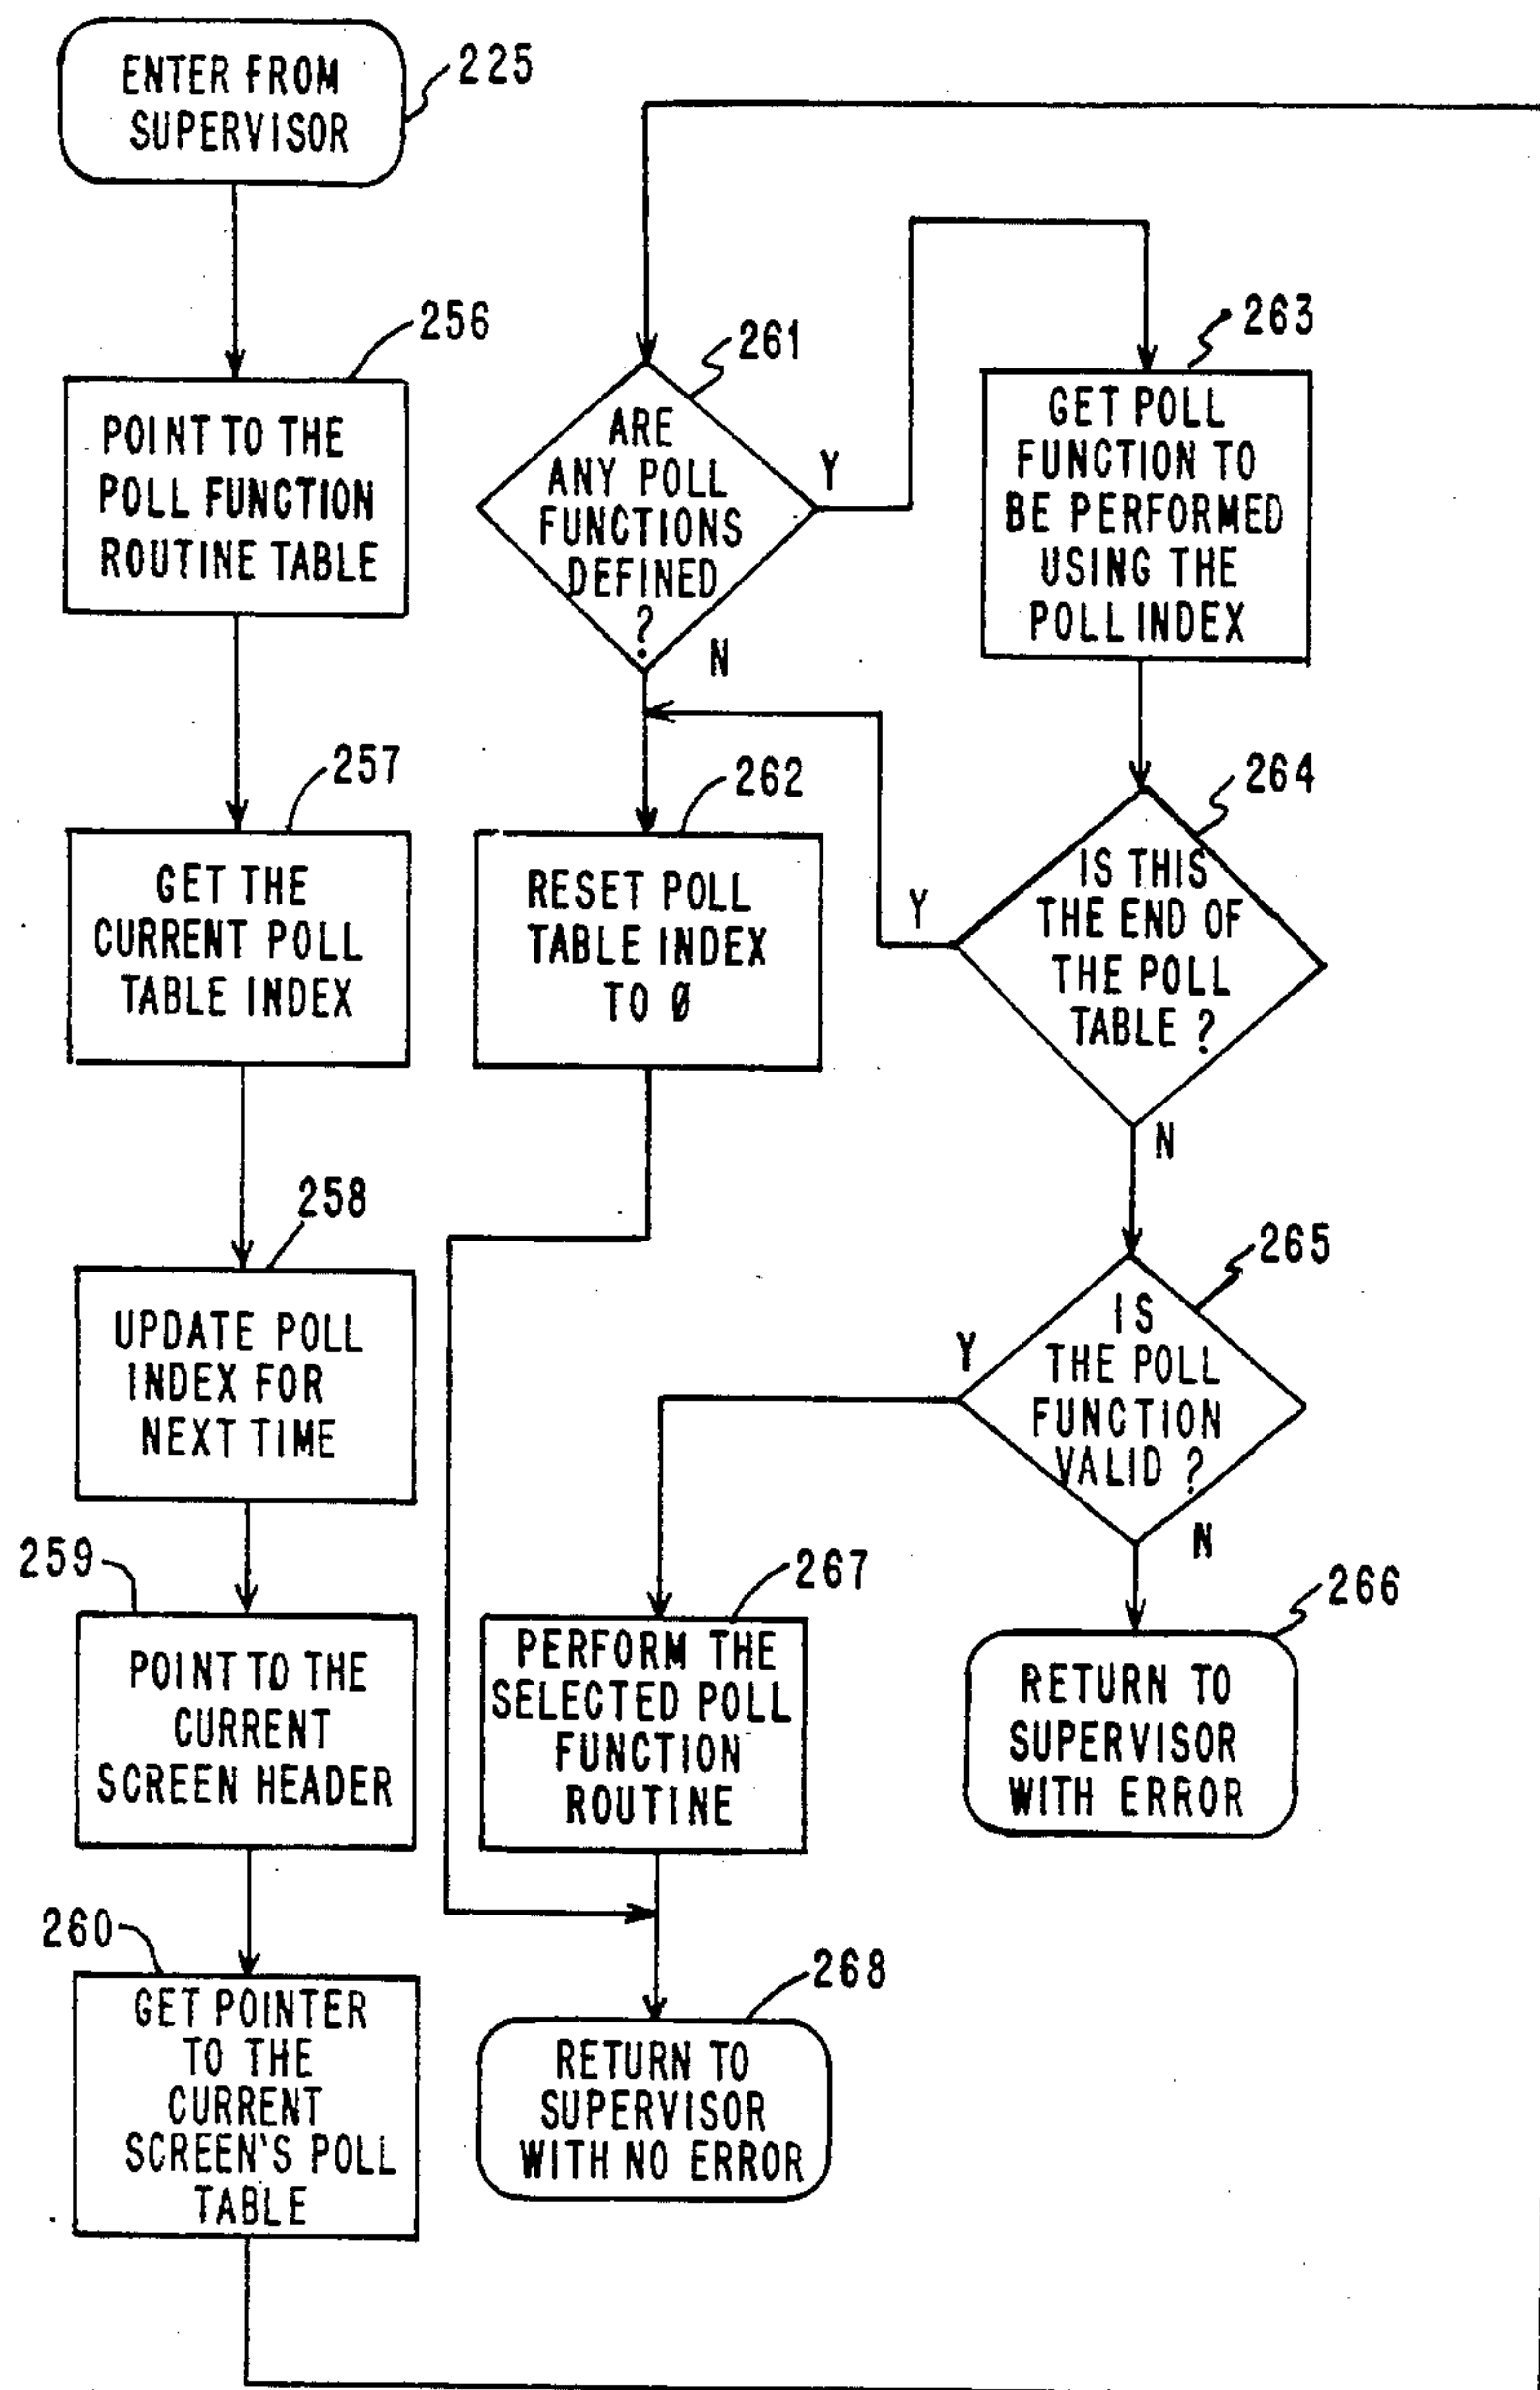 ENTER FROM
SUPERVISOR
225
256
POINT TO THE
POLL FUNCTION
ROUTINE TABLE
257
GET THE
CURRENT POLL
TABLE INDEX
258
UPDATE POLL
INDEX FOR
NEXT TIME
259
POINT TO THE
CURRENT
SCREEN HEADER
260
GET POINTER
TO THE
CURRENT
SCREEN'S POLL
TABLE
261
ARE
ANY POLL
FUNCTIONS
DEFINED
?
Y
N
262
RESET POLL
TABLE INDEX
TO Ø
263
GET POLL
FUNCTION TO
BE PERFORMED
USING THE
POLL INDEX
264
IS THIS
THE END OF
THE POLL
TABLE ?
Y
N
265
IS
THE POLL
FUNCTION
VALID ?
Y
N
266
RETURN TO
SUPERVISOR
WITH ERROR
267
PERFORM THE
SELECTED POLL
FUNCTION
ROUTINE
268
RETURN TO
SUPERVISOR
WITH NO ERROR